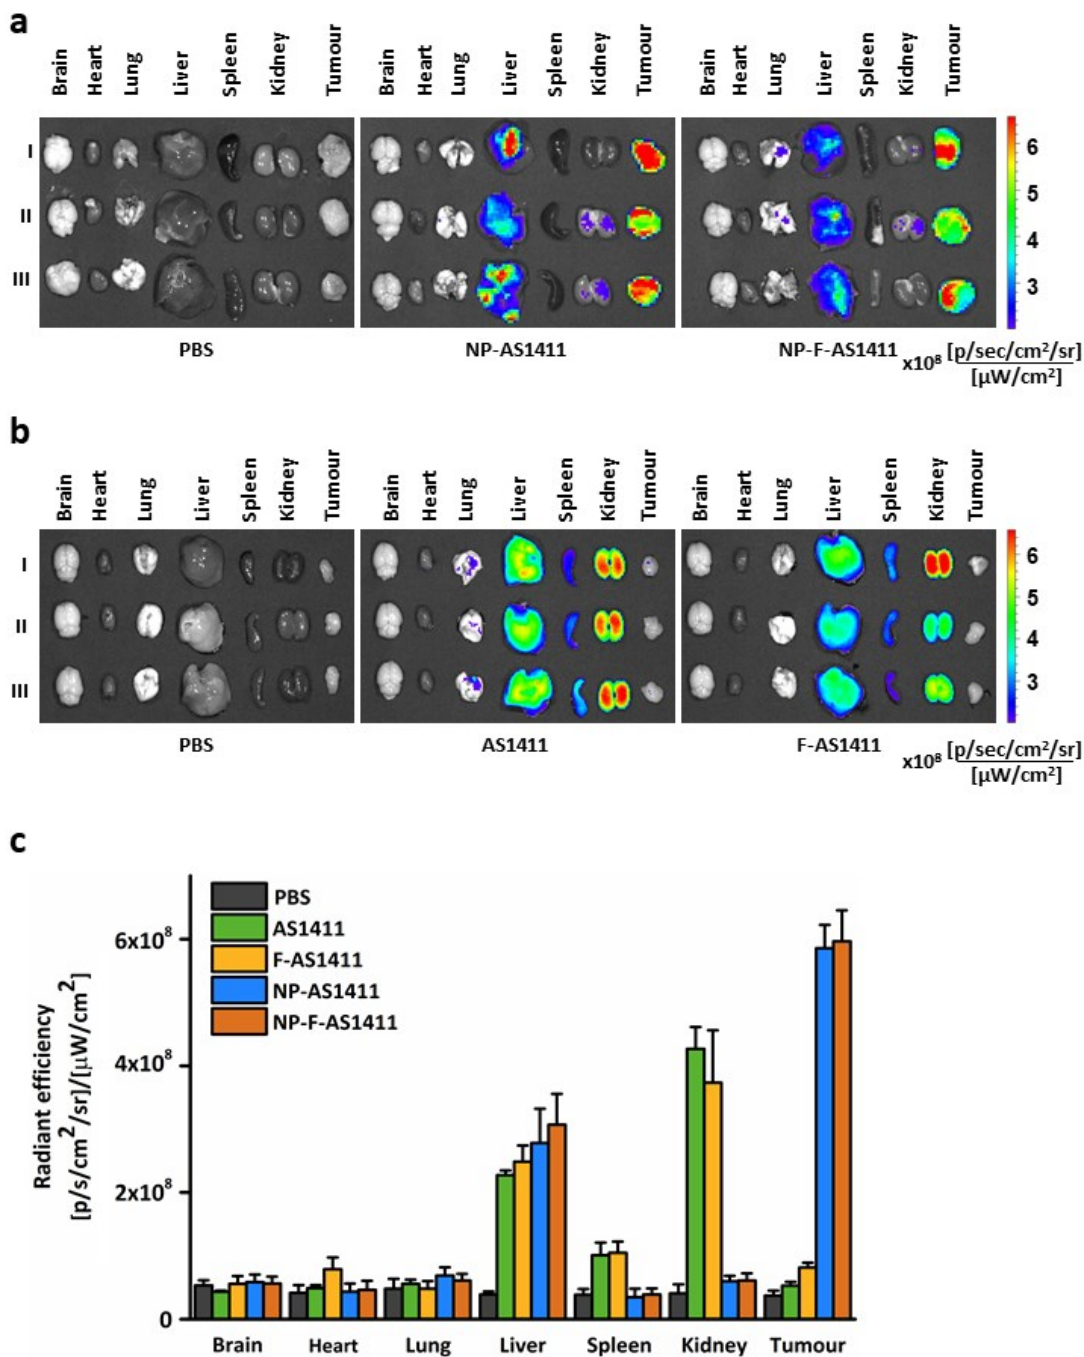 a
Brain Heart Lung Liver Spleen Kidney Tumour Brain Heart Lung Liver Spleen Kidney Tumour Brain Heart Lung Liver Spleen Kidney Tumour
I
II
III
6
5
4
3
PBS NP-AS1411 NP-F-AS1411
x10⁸ [p/sec/cm²/sr]
[µW/cm²]
b
Brain Heart Lung Liver Spleen Kidney Tumour Brain Heart Lung Liver Spleen Kidney Tumour Brain Heart Lung Liver Spleen Kidney Tumour
I
II
III
6
5
4
3
PBS AS1411 F-AS1411
x10⁸ [p/sec/cm²/sr]
[µW/cm²]
c
PBS
AS1411
F-AS1411
NP-AS1411
NP-F-AS1411
Radiant efficiency
[p/s/cm²/sr]/[µW/cm²]
6x10⁸
4x10⁸
2x10⁸
0
Brain Heart Lung Liver Spleen Kidney Tumour